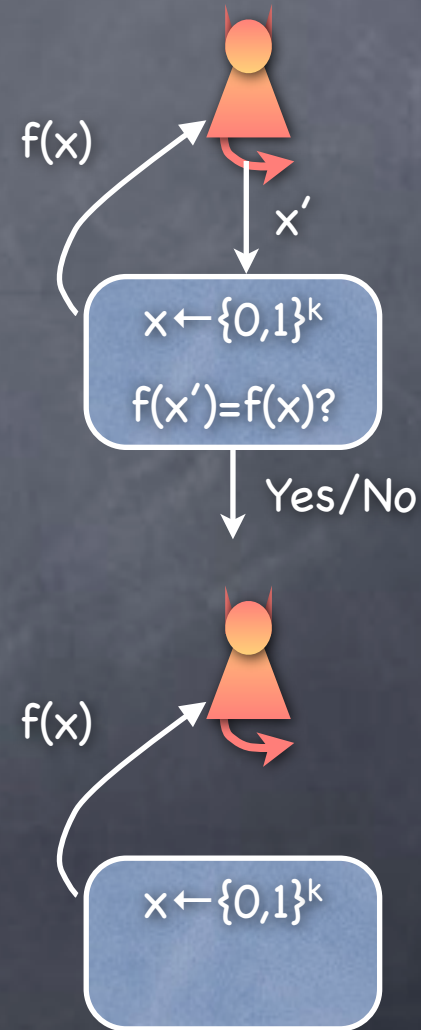 f(x)
x′
x←{0,1}ᵏ
f(x′)=f(x)?
Yes/No
f(x)
x←{0,1}ᵏ